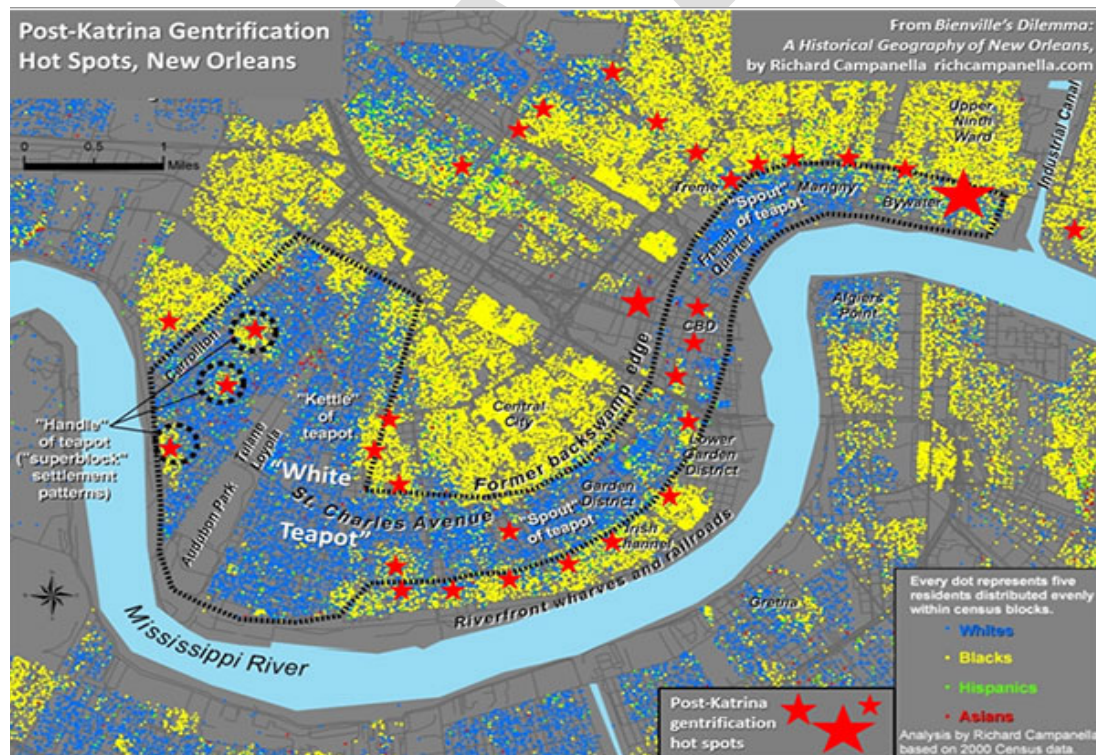 Post-Katrina Gentrification
Hot Spots, New Orleans
From Bienville's Dilemma:
A Historical Geography of New Orleans,
by Richard Campanella richcampanella.com
0 .5 1
Miles
Upper
Ninth
Ward
Industrial Canal
Treme
"Spout"
of teapot
Marigny
Bywater
French
Quarter
Algiers
Point
CBD
Carrollton
"Kettle"
of
teapot
"Handle"
of teapot
("superblock"
settlement
patterns)
Tulane
Loyola
Audubon Park
Central
City
Former backswamp edge
Lower
Garden
District
"White
Teapot"
St. Charles Avenue
Garden
District
"Spout"
of teapot
Irish
Channel
Riverfront wharves and railroads
Mississippi River
Gretna
Every dot represents five
residents distributed evenly
within census blocks.
Whites
Blacks
Hispanics
Asians
Analysis by Richard Campanella
based on 2000 Census data.
Post-Katrina
gentrification
hot spots